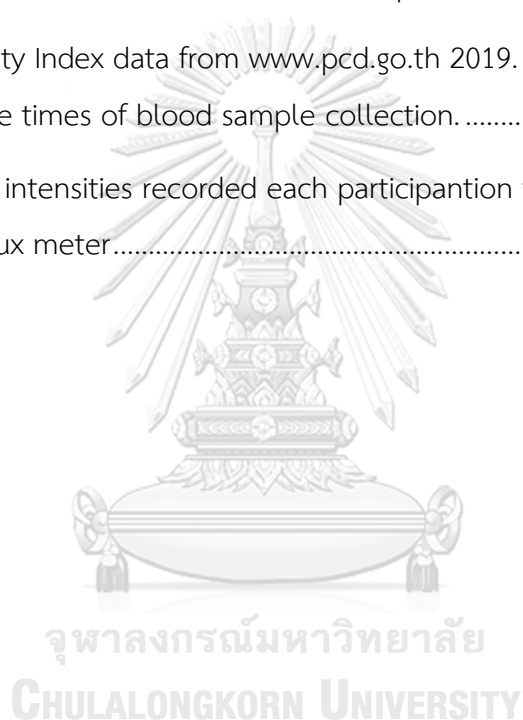 ty Index data from www.pcd.go.th 2019.
e times of blood sample collection. ........
intensities recorded each participantion
ux meter....................................................
จุฬาลงกรณ์มหาวิทยาลัย
CHULALONGKORN UNIVERSITY